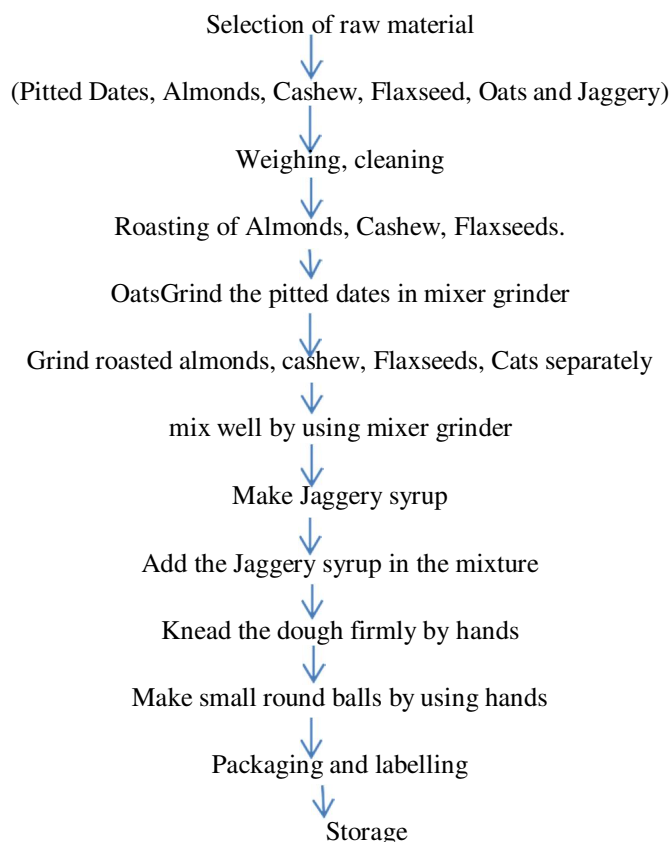 Selection of raw material
(Pitted Dates, Almonds, Cashew, Flaxseed, Oats and Jaggery)
Weighing, cleaning
Roasting of Almonds, Cashew, Flaxseeds.
OatsGrind the pitted dates in mixer grinder
Grind roasted almonds, cashew, Flaxseeds, Cats separately
mix well by using mixer grinder
Make Jaggery syrup
Add the Jaggery syrup in the mixture
Knead the dough firmly by hands
Make small round balls by using hands
Packaging and labelling
Storage